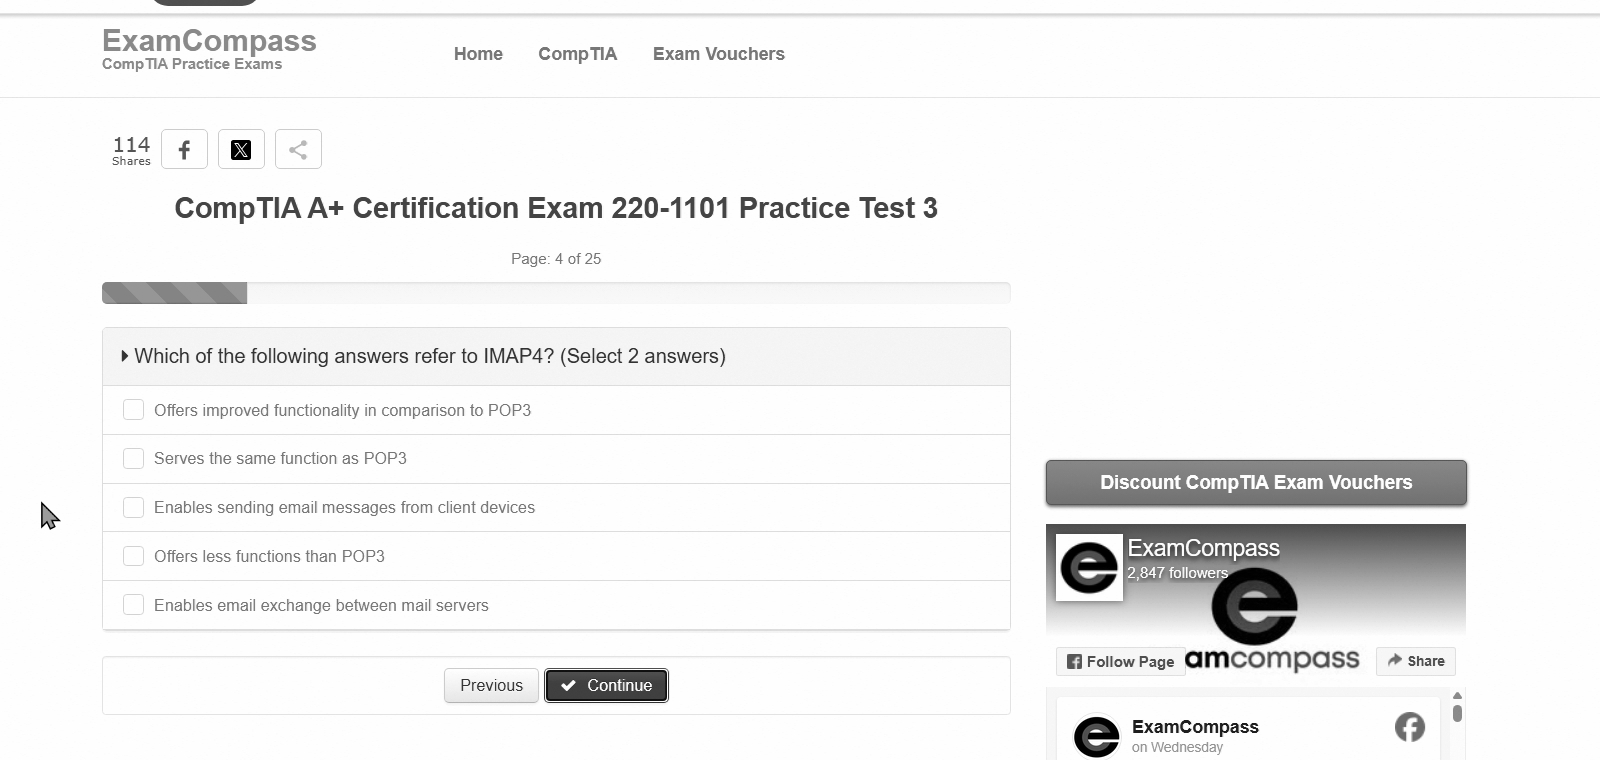 ExamCompass
CompTIA Practice Exams
Home
CompTIA
Exam Vouchers
114
Shares
CompTIA A+ Certification Exam 220-1101 Practice Test 3
Page: 4 of 25
Which of the following answers refer to IMAP4? (Select 2 answers)
Offers improved functionality in comparison to POP3
Serves the same function as POP3
Enables sending email messages from client devices
Offers less functions than POP3
Enables email exchange between mail servers
Previous
Continue
Discount CompTIA Exam Vouchers
ExamCompass
2,847 followers
Follow Page
amcompass
Share
ExamCompass
on Wednesday